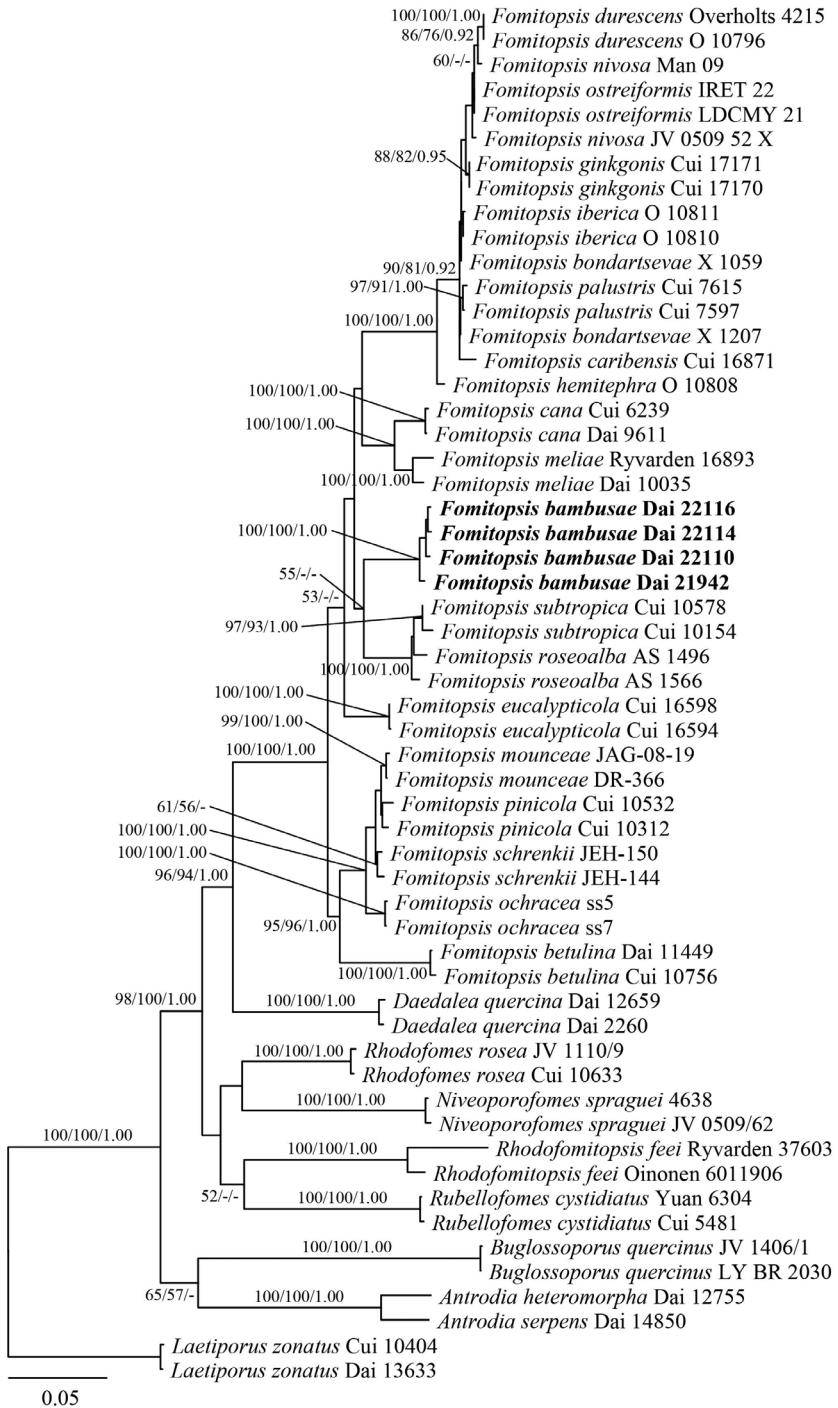 100/100/1.00
Fomitopsis durescens Overholts 4215
86/76/0.92
Fomitopsis durescens O 10796
60/-/-
Fomitopsis nivosa Man 09
Fomitopsis ostreiformis IRET 22
Fomitopsis ostreiformis LDCMY 21
Fomitopsis nivosa JV 0509 52 X
88/82/0.95
Fomitopsis ginkgonis Cui 17171
Fomitopsis ginkgonis Cui 17170
Fomitopsis iberica O 10811
Fomitopsis iberica O 10810
90/81/0.92
Fomitopsis bondartsevae X 1059
97/91/1.00
Fomitopsis palustris Cui 7615
Fomitopsis palustris Cui 7597
100/100/1.00
Fomitopsis bondartsevae X 1207
Fomitopsis caribensis Cui 16871
Fomitopsis hemitephra O 10808
100/100/1.00
Fomitopsis cana Cui 6239
100/100/1.00
Fomitopsis cana Dai 9611
Fomitopsis meliae Ryvarden 16893
100/100/1.00
Fomitopsis meliae Dai 10035
Fomitopsis bambusae Dai 22116
100/100/1.00
Fomitopsis bambusae Dai 22114
Fomitopsis bambusae Dai 22110
55/-/-
Fomitopsis bambusae Dai 21942
53/-/-
Fomitopsis subtropica Cui 10578
97/93/1.00
Fomitopsis subtropica Cui 10154
Fomitopsis roseoalba AS 1496
100/100/1.00
Fomitopsis roseoalba AS 1566
100/100/1.00
Fomitopsis eucalypticola Cui 16598
99/100/1.00
Fomitopsis eucalypticola Cui 16594
100/100/1.00
Fomitopsis mounceae JAG-08-19
Fomitopsis mounceae DR-366
61/56/-
Fomitopsis pinicola Cui 10532
100/100/1.00
Fomitopsis pinicola Cui 10312
100/100/1.00
Fomitopsis schrenkii JEH-150
96/94/1.00
Fomitopsis schrenkii JEH-144
Fomitopsis ochracea ss5
95/96/1.00
Fomitopsis ochracea ss7
Fomitopsis betulina Dai 11449
100/100/1.00
Fomitopsis betulina Cui 10756
98/100/1.00
100/100/1.00
Daedalea quercina Dai 12659
Daedalea quercina Dai 2260
100/100/1.00
Rhodofomes rosea JV 1110/9
Rhodofomes rosea Cui 10633
100/100/1.00
Niveoporofomes spraguei 4638
Niveoporofomes spraguei JV 0509/62
100/100/1.00
100/100/1.00
Rhodofomitopsis feei Ryvarden 37603
Rhodofomitopsis feei Oinonen 6011906
52/-/-
100/100/1.00
Rubellofomes cystidiatus Yuan 6304
Rubellofomes cystidiatus Cui 5481
100/100/1.00
Buglossoporus quercinus JV 1406/1
Buglossoporus quercinus LY BR 2030
65/57/-
100/100/1.00
Antrodia heteromorpha Dai 12755
Antrodia serpens Dai 14850
Laetiporus zonatus Cui 10404
Laetiporus zonatus Dai 13633
0.05